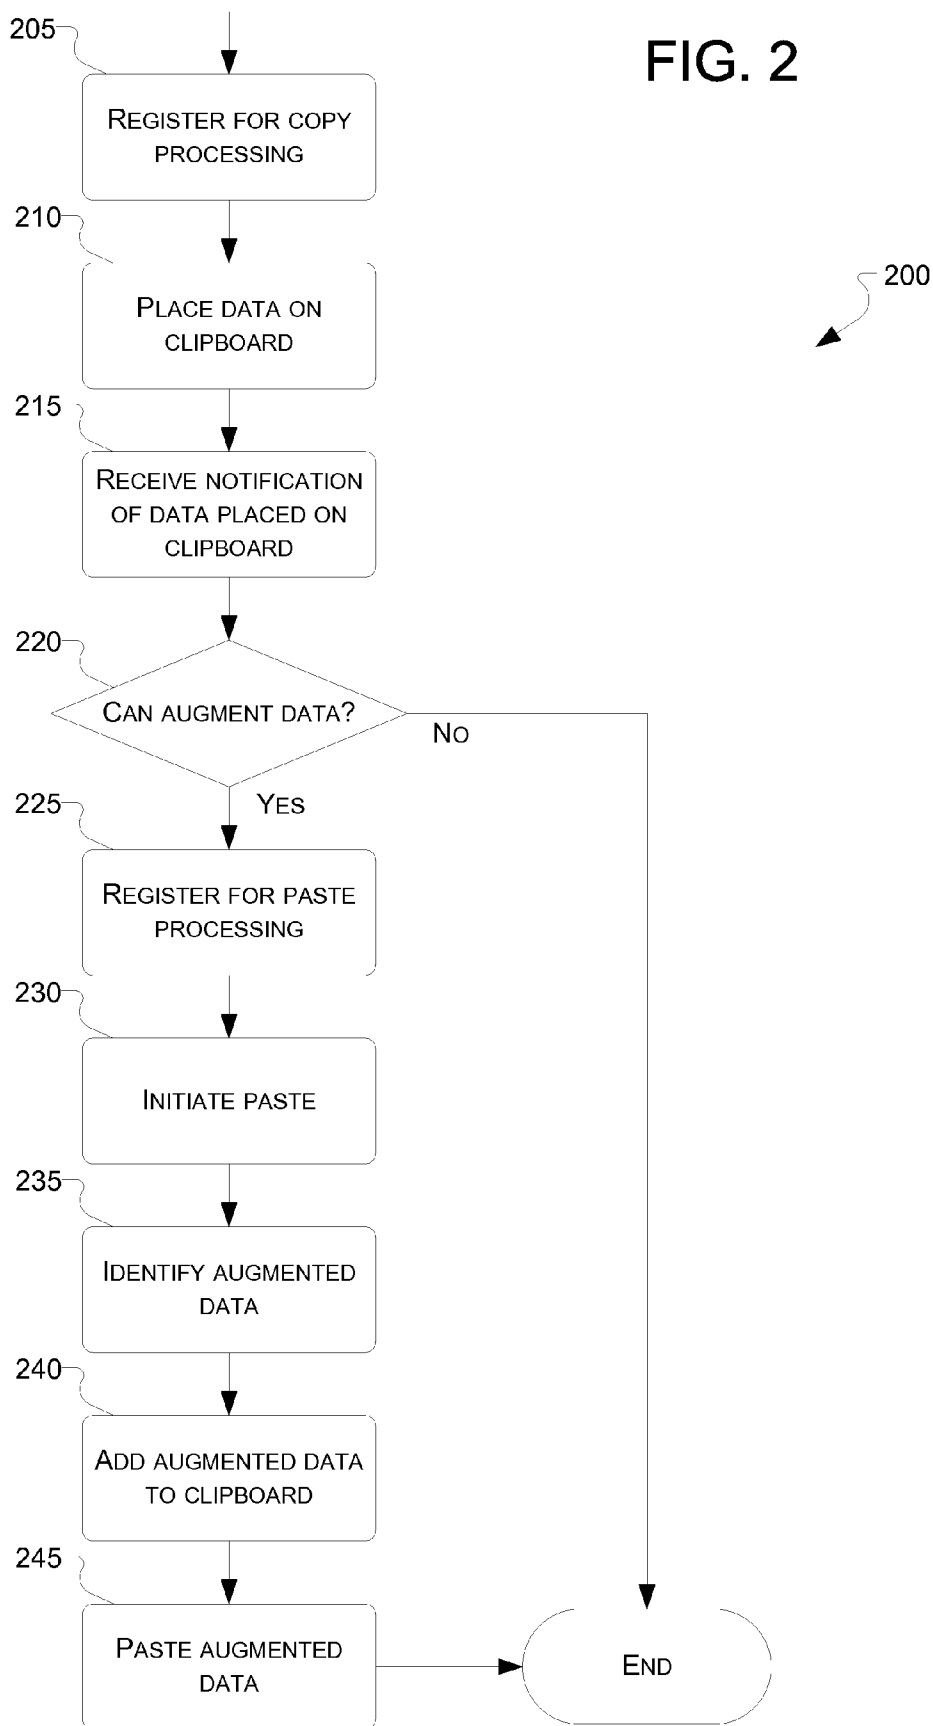 205
FIG. 2
REGISTER FOR COPY
PROCESSING
210
200
PLACE DATA ON
CLIPBOARD
215
RECEIVE NOTIFICATION
OF DATA PLACED ON
CLIPBOARD
220
CAN AUGMENT DATA?
NO
YES
225
REGISTER FOR PASTE
PROCESSING
230
INITIATE PASTE
235
IDENTIFY AUGMENTED
DATA
240
ADD AUGMENTED DATA
TO CLIPBOARD
245
PASTE AUGMENTED
DATA
END